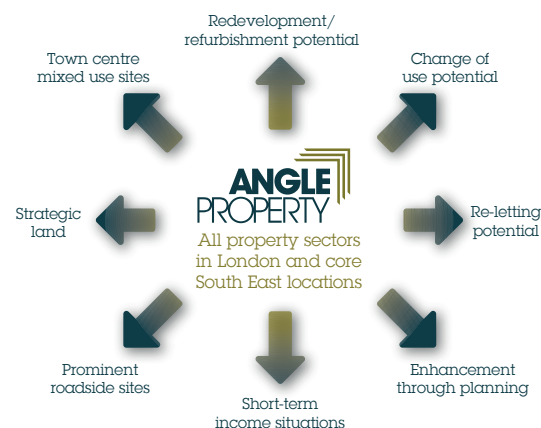 Redevelopment/
refurbishment potential
Town centre
mixed use sites
Change of
use potential
ANGLE
PROPERTY
All property sectors
in London and core
South East locations
Strategic
land
Re-letting
potential
Prominent
roadside sites
Enhancement
through planning
Short-term
income situations